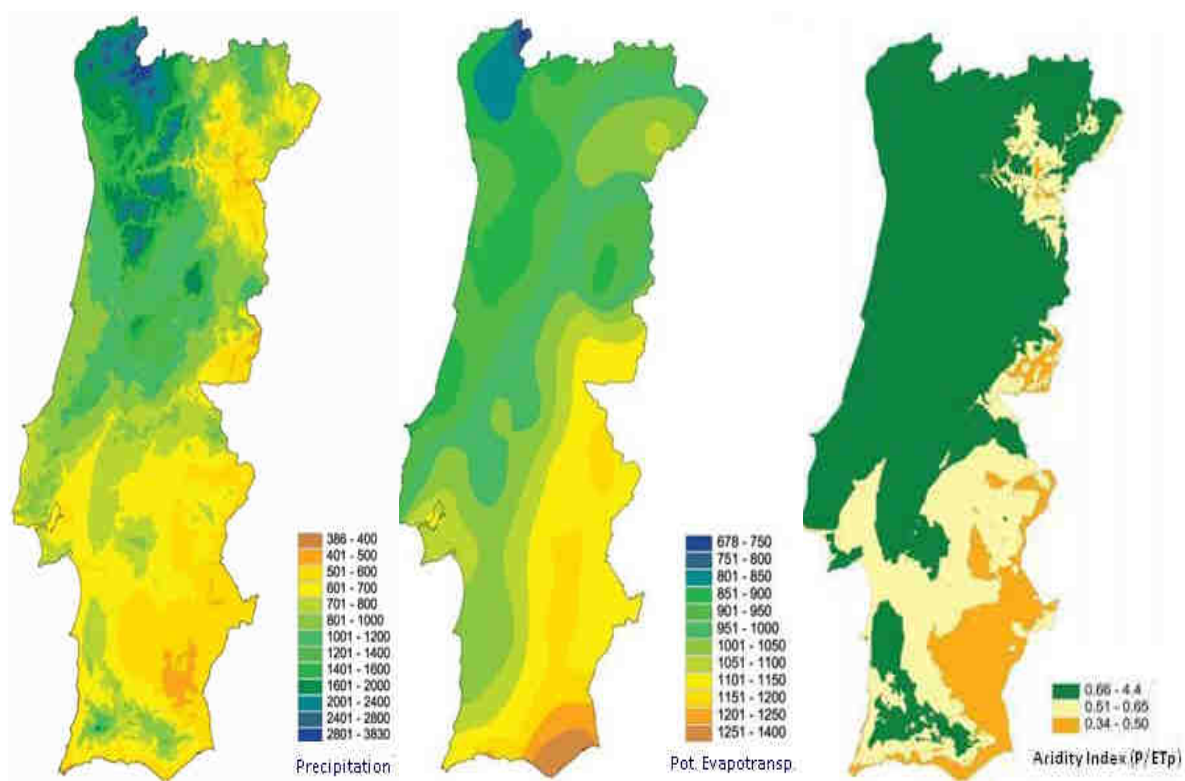 386 - 400
401 - 500
501 - 600
601 - 700
701 - 800
801 - 1000
1001 - 1200
1201 - 1400
1401 - 1600
1601 - 2000
2001 - 2400
2401 - 2800
2801 - 3830
Precipitation
678 - 750
751 - 800
801 - 850
851 - 900
901 - 950
951 - 1000
1001 - 1050
1051 - 1100
1101 - 1150
1151 - 1200
1201 - 1250
1251 - 1400
Pot. Evapotransp.
0.66 - 4.4
0.51 - 0.65
0.34 - 0.50
Aridity Index (P/ETp)